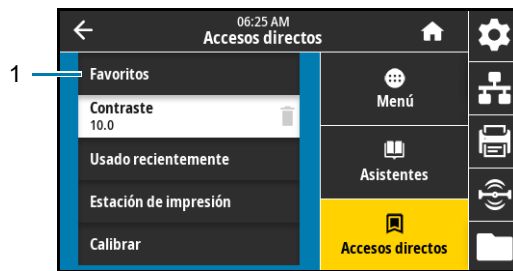 06:25 AM
Accesos directos
1
Favoritos
Contraste
10.0
Usado recientemente
Estación de impresión
Calibrar
Menú
Asistentes
Accesos directos